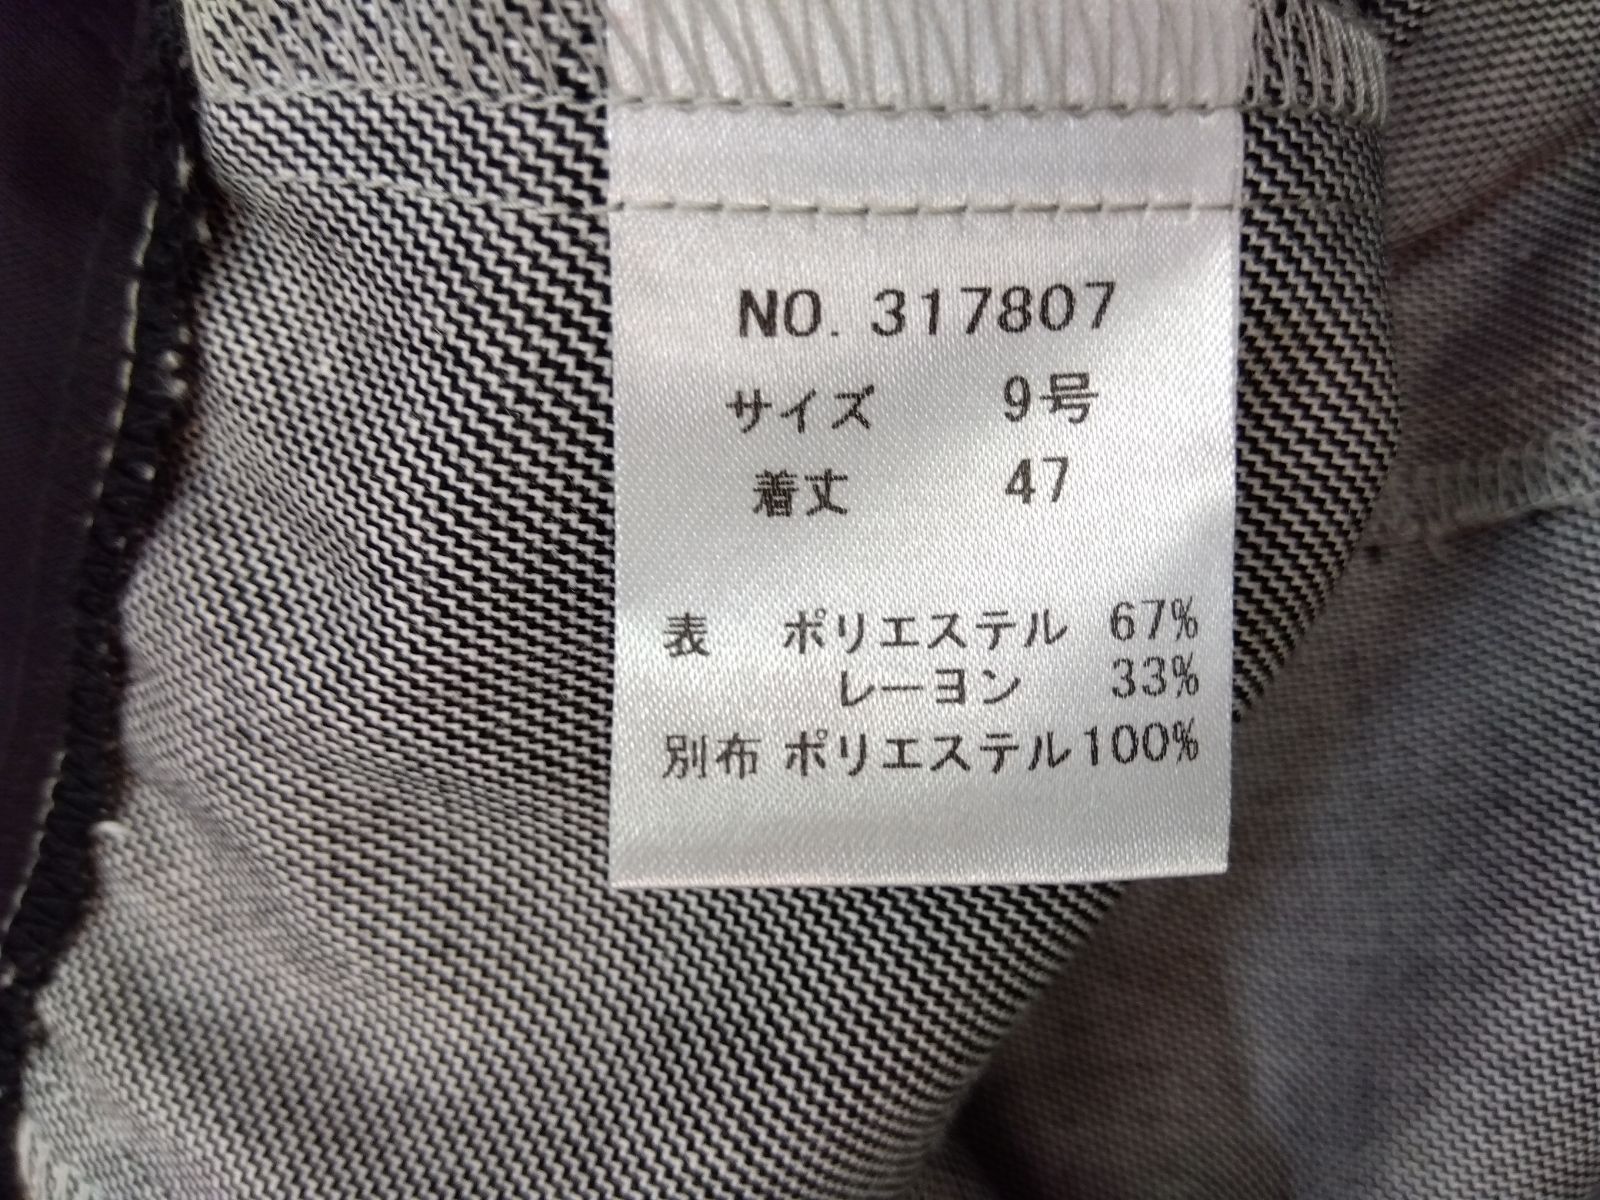 NO. 317807
サイズ 9号
着丈 47
表 ポリエステル 67%
レーヨン 33%
別布 ポリエステル100%